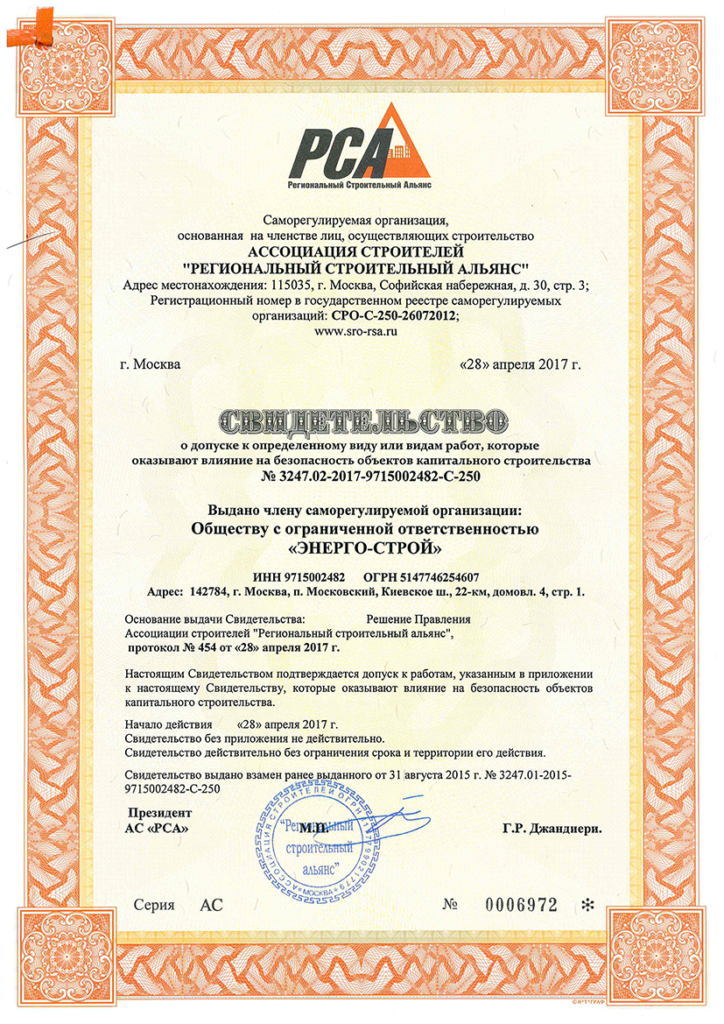 РСА
Региональный Строительный Альянс
Саморегулируемая организация,
основанная на членстве лиц, осуществляющих строительство
АССОЦИАЦИЯ СТРОИТЕЛЕЙ
"РЕГИОНАЛЬНЫЙ СТРОИТЕЛЬНЫЙ АЛЬЯНС"
Адрес местонахождения: 115035, г. Москва, Софийская набережная, д. 30, стр. 3;
Регистрационный номер в государственном реестре саморегулируемых
организаций: СРО-С-250-26072012;
www.sro-rsa.ru
г. Москва «28» апреля 2017 г.
СВИДЕТЕЛЬСТВО
о допуске к определенному виду или видам работ, которые
оказывают влияние на безопасность объектов капитального строительства
№ 3247.02-2017-9715002482-С-250
Выдано члену саморегулируемой организации:
Обществу с ограниченной ответственностью
«ЭНЕРГО-СТРОЙ»
ИНН 9715002482 ОГРН 5147746254607
Адрес: 142784, г. Москва, п. Московский, Киевское ш., 22-км, домовл. 4, стр. 1.
Основание выдачи Свидетельства: Решение Правления
Ассоциации строителей "Региональный строительный альянс",
протокол № 454 от «28» апреля 2017 г.
Настоящим Свидетельством подтверждается допуск к работам, указанным в приложении
к настоящему Свидетельству, которые оказывают влияние на безопасность объектов
капитального строительства.
Начало действия «28» апреля 2017 г.
Свидетельство без приложения не действительно.
Свидетельство действительно без ограничения срока и территории его действия.
Свидетельство выдано взамен ранее выданного от 31 августа 2015 г. № 3247.01-2015-
9715002482-С-250
Президент
АС «РСА» М.П. Г.Р. Джандиери.
АССОЦИАЦИЯ СТРОИТЕЛЕЙ ОГРН
"Региональный
строительный
альянс"
МОСКВА
Серия АС № 0006972 *